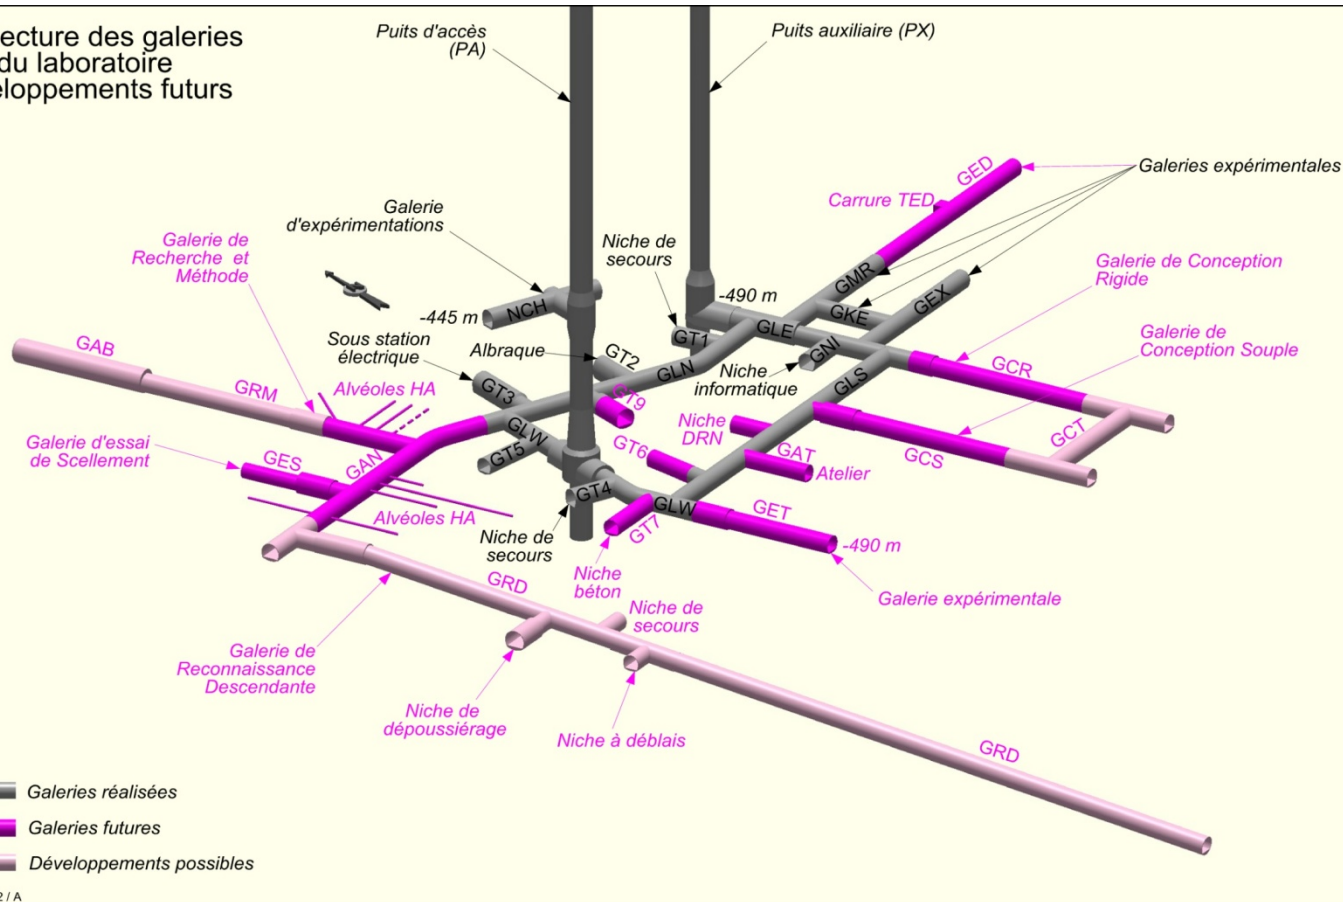 ecture des galeries
du laboratoire
eloppements futurs
Puits d'accès
(PA)
Puits auxiliaire (PX)
Galeries expérimentales
GED
Carrure TED
Galerie
d'expérimentations
Niche de
secours
Galerie de
Recherche et
Méthode
Galerie de Conception
Rigide
GMR
GEX
GKE
-490 m
NCH
-445 m
GLE
GT1
GNI
Sous station
électrique
Albraque
GT2
Niche
informatique
Galerie de
Conception Souple
GAB
GRM
Alvéoles HA
GT3
GLN
GLS
GCR
GT9
Niche
DRN
GCT
Galerie d'essai
de Scellement
GES
GAN
GLW
GT5
GT6
GAT
Atelier
GCS
Alvéoles HA
GT4
GLW
GET
-490 m
Niche de
secours
GT7
Niche
béton
Galerie expérimentale
GRD
Niche de
secours
Galerie de
Reconnaissance
Descendante
Niche de
dépoussiérage
Niche à déblais
GRD
Galeries réalisées
Galeries futures
Développements possibles
2 / A